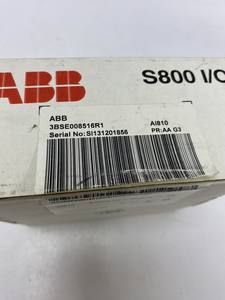 ABB
S800 I/O
ABB
3BSE008516R1
AI810
Serial No:SI131201856
PR:AA G3